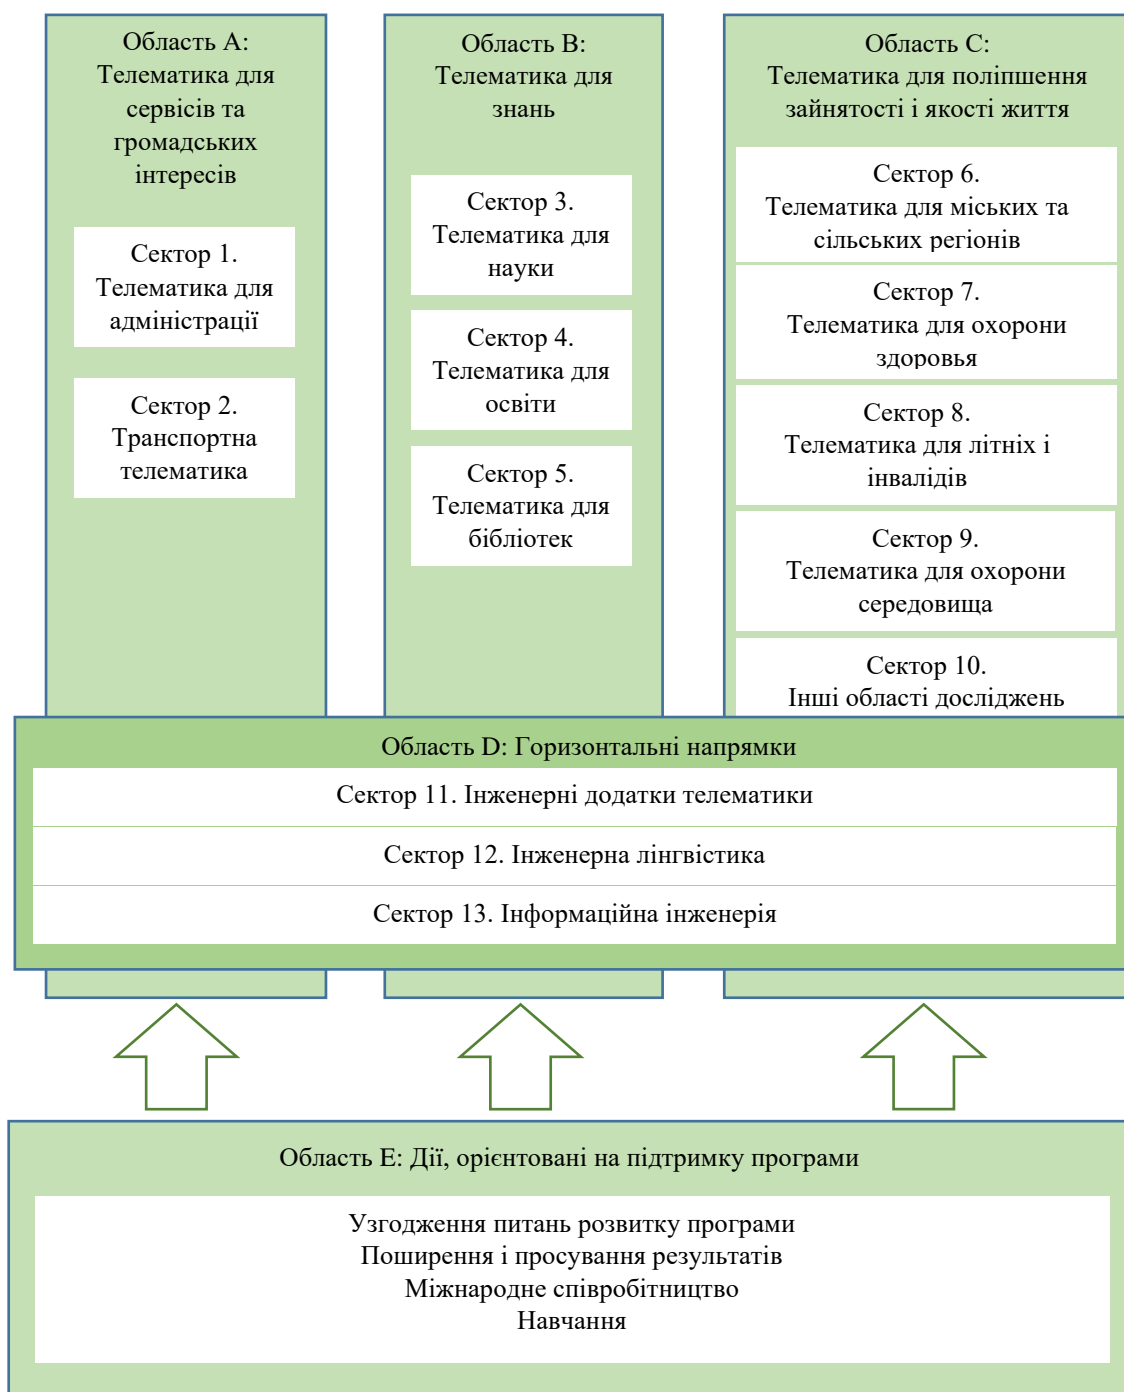 Область A:
Телематика для
сервісів та
громадських
інтересів
Сектор 1.
Телематика для
адміністрації
Сектор 2.
Транспортна
телематика
Область B:
Телематика для
знань
Сектор 3.
Телематика для
науки
Сектор 4.
Телематика для
освіти
Сектор 5.
Телематика для
бібліотек
Область C:
Телематика для поліпшення
зайнятості і якості життя
Сектор 6.
Телематика для міських та
сільських регіонів
Сектор 7.
Телематика для охорони
здоровья
Сектор 8.
Телематика для літніх і
інвалідів
Сектор 9.
Телематика для охорони
середовища
Сектор 10.
Інші області досліджень
Область D: Горизонтальні напрямки
Сектор 11. Інженерні додатки телематики
Сектор 12. Інженерна лінгвістика
Сектор 13. Інформаційна інженерія
Область E: Дії, орієнтовані на підтримку програми
Узгодження питань розвитку програми
Поширення і просування результатів
Міжнародне співробітництво
Навчання